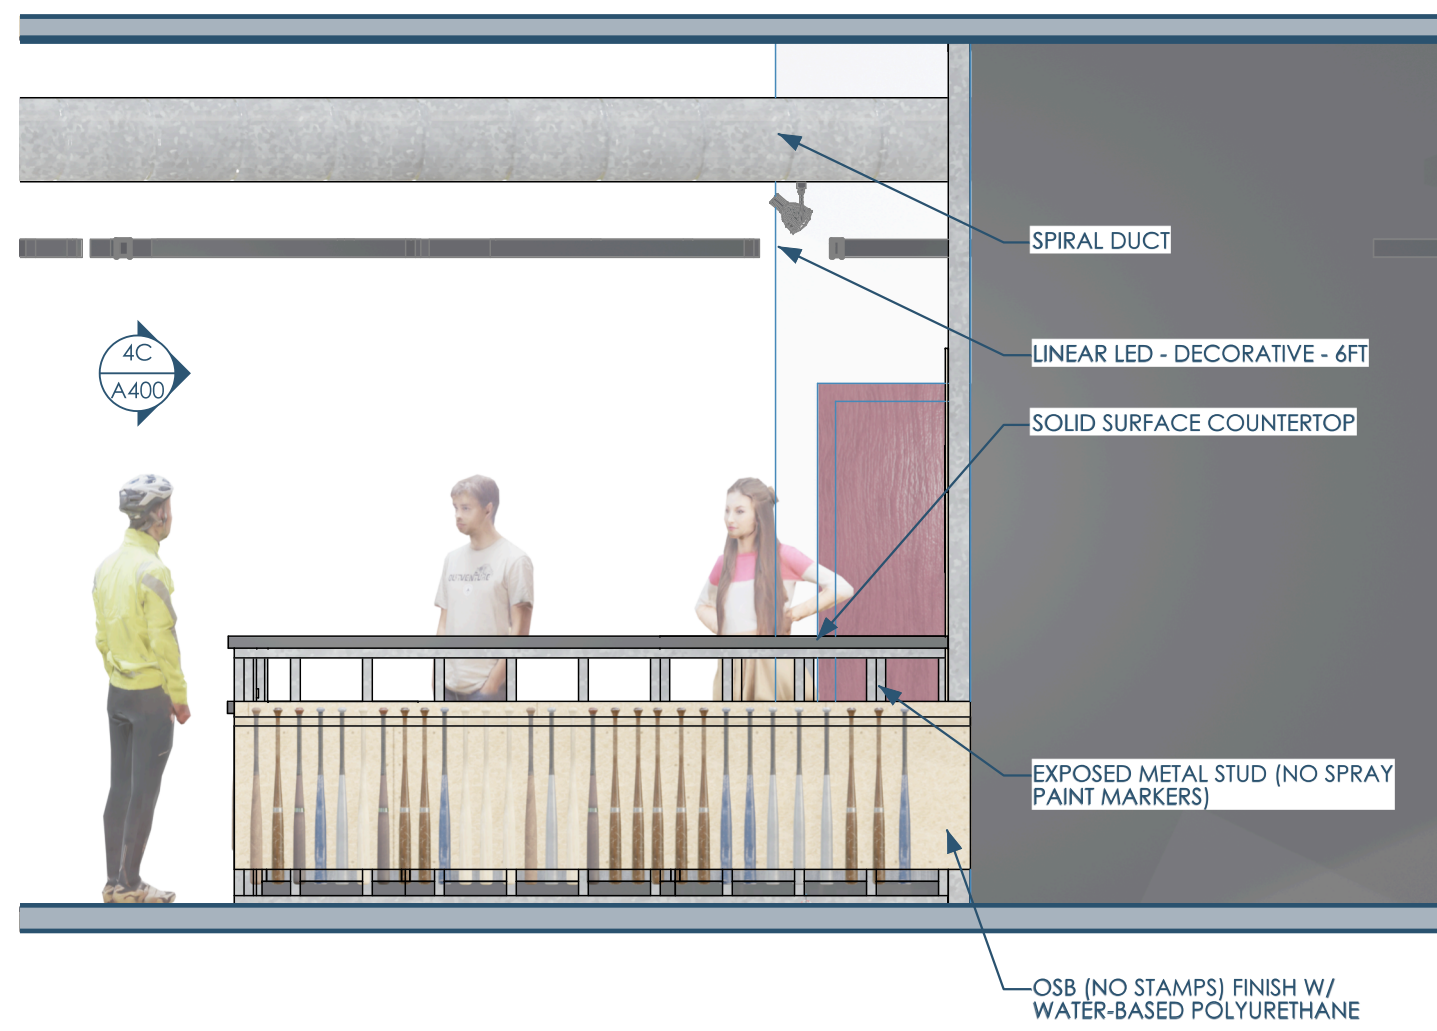 SPIRAL DUCT
LINEAR LED - DECORATIVE - 6FT
4C
A400
SOLID SURFACE COUNTERTOP
EXPOSED METAL STUD (NO SPRAY
PAINT MARKERS)
OSB (NO STAMPS) FINISH W/
WATER-BASED POLYURETHANE